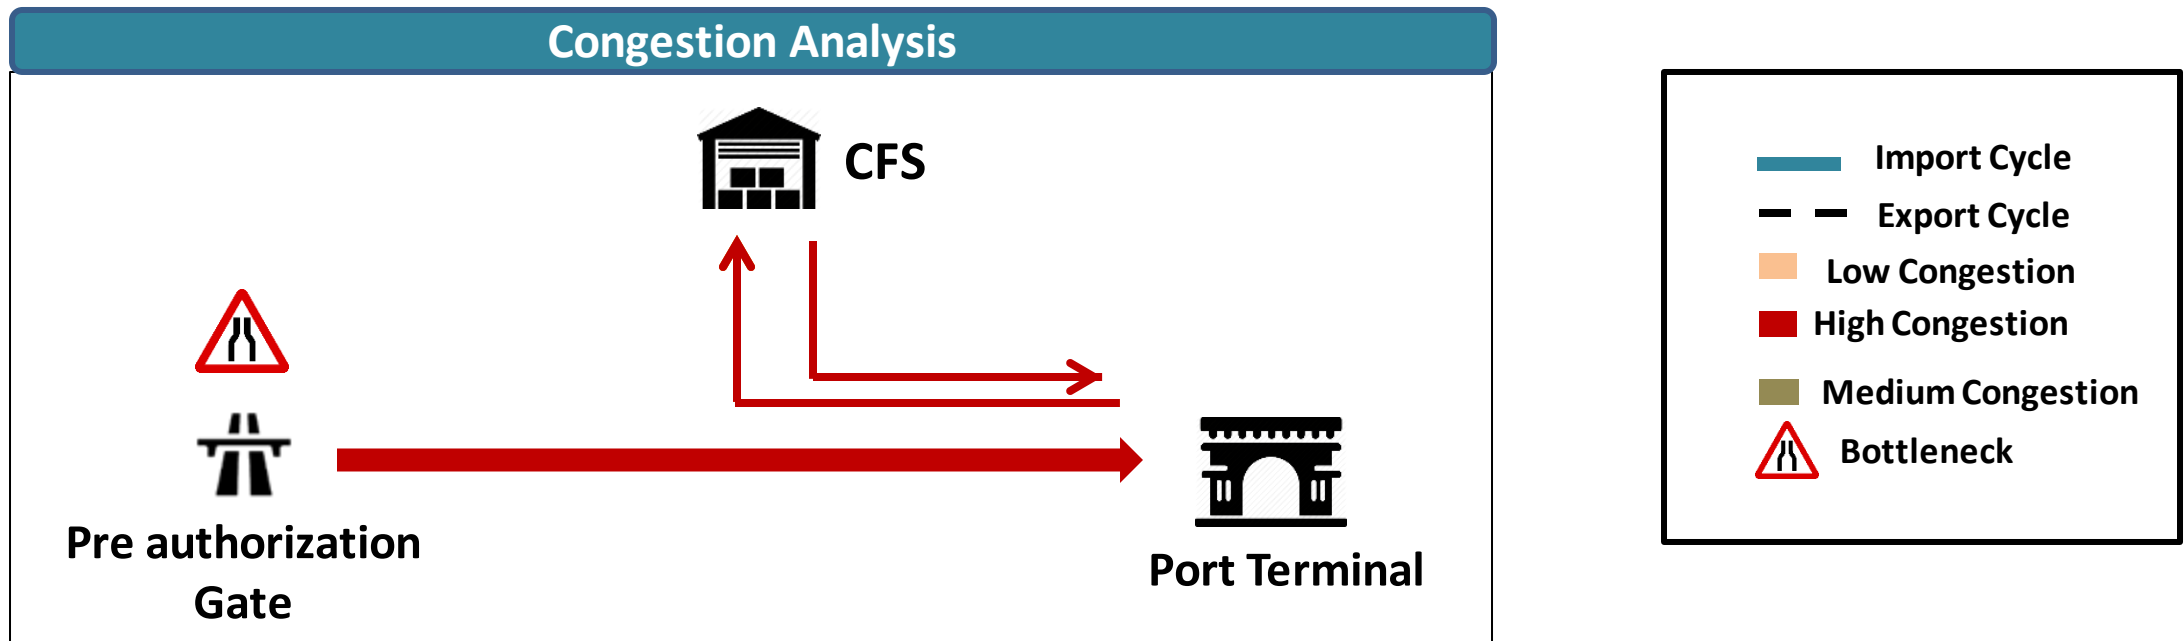 Congestion Analysis
CFS
Pre authorization
Gate
Port Terminal
Import Cycle
Export Cycle
Low Congestion
High Congestion
Medium Congestion
Bottleneck